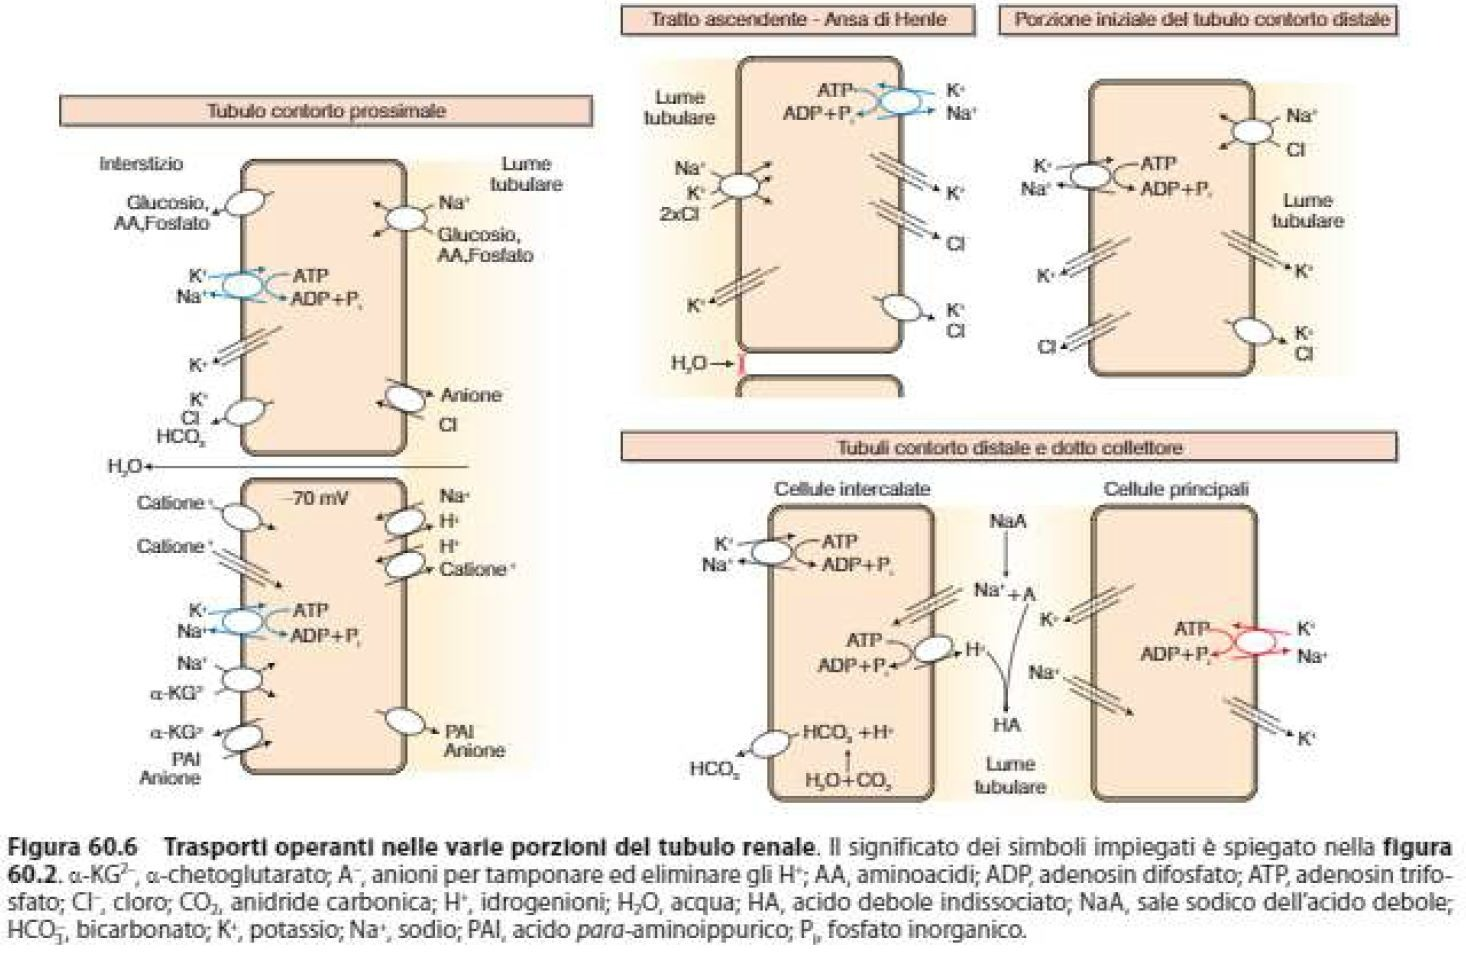 Tratto ascendente - Ansa di Henle
Porzione iniziale del tubulo contorto distale
Tubulo contorto prossimale
Interstizio
Lume
tubulare
Glucosio,
AA,Fosfato
Na⁺
Glucosio,
AA,Fosfato
K⁺
Na⁺
ATP
ADP+Pᵢ
K⁺
K⁺
Cl
HCO₃
Anione
Cl
H₂O
Catione⁺
Catione⁺
-70 mV
Na⁺
H⁺
H⁺
Catione⁺
K⁺
Na⁺
ATP
ADP+Pᵢ
Na⁺
α-KG²⁻
α-KG²⁻
PAI
Anione
PAI
Anione
Lume
tubulare
ATP
ADP+Pᵢ
K⁺
Na⁺
Na⁺
K⁺
2xCl
K⁺
Cl
K⁺
K⁺
Cl
H₂O
K⁺
Na⁺
ATP
ADP+Pᵢ
Na⁺
Cl
Lume
tubulare
K⁺
K⁺
Cl
K⁺
Cl
Tubuli contorto distale e dotto collettore
Cellule intercalate
Cellule principali
K⁺
Na⁺
ATP
ADP+Pᵢ
NaA
Na⁺+A
ATP
ADP+Pᵢ
H⁺
HA
HCO₃ +H⁺
HCO₃
H₂O+CO₂
Lume
tubulare
K⁺
Na⁺
ATP
ADP+Pᵢ
K⁺
Na⁺
K⁺
Figura 60.6 Trasporti operanti nelle varie porzioni del tubulo renale. Il significato dei simboli impiegati è spiegato nella figura
60.2. α-KG²⁻, α-chetoglutarato; A⁻, anioni per tamponare ed eliminare gli H⁺; AA, aminoacidi; ADP, adenosin difosfato; ATP, adenosin trifo-
sfato; Cl⁻, cloro; CO₂, anidride carbonica; H⁺, idrogenioni; H₂O, acqua; HA, acido debole indissociato; NaA, sale sodico dell'acido debole;
HCO₃⁻, bicarbonato; K⁺, potassio; Na⁺, sodio; PAI, acido para-aminoippurico; Pᵢ, fosfato inorganico.